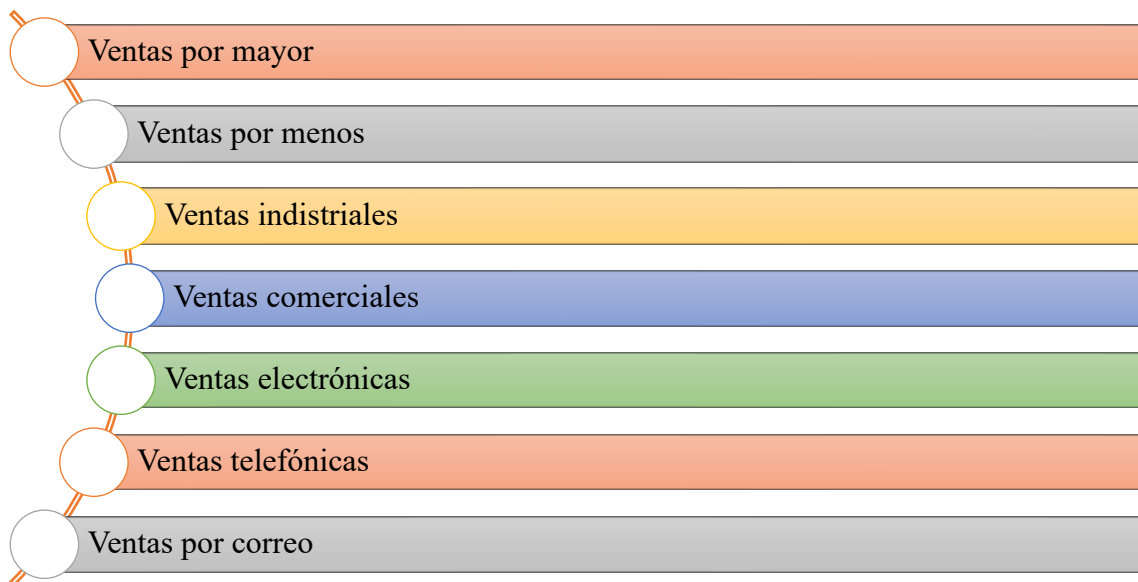 Ventas por mayor
Ventas por menos
Ventas indistriales
Ventas comerciales
Ventas electrónicas
Ventas telefónicas
Ventas por correo